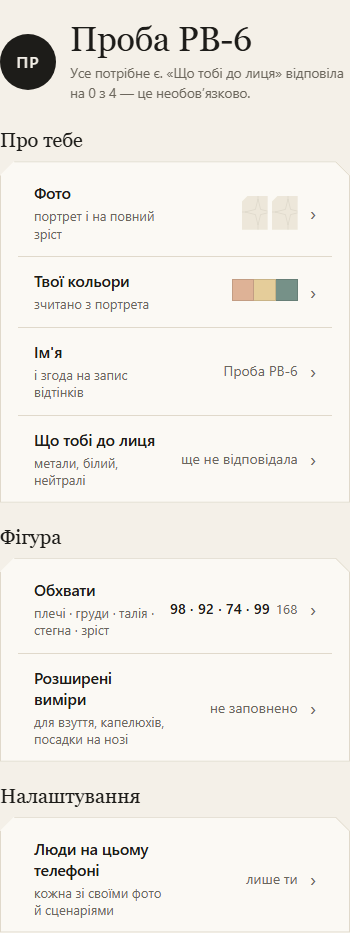 ПР
Проба РВ-6
Усе потрібне є. «Що тобі до лиця» відповіла
на 0 з 4 — це необов'язково.
Про тебе
Фото
портрет і на повний
зріст
›
Твої кольори
зчитано з портрета
›
Ім'я
і згода на запис
відтінків
Проба РВ-6 ›
Що тобі до лиця
метали, білий,
нейтралі
ще не відповідала ›
Фігура
Обхвати
плечі · груди · талія ·
стегна · зріст
98 · 92 · 74 · 99 168 ›
Розширені
виміри
для взуття, капелюхів,
посадки на нозі
не заповнено ›
Налаштування
Люди на цьому
телефоні
кожна зі своїми фото
й сценаріями
лише ти ›